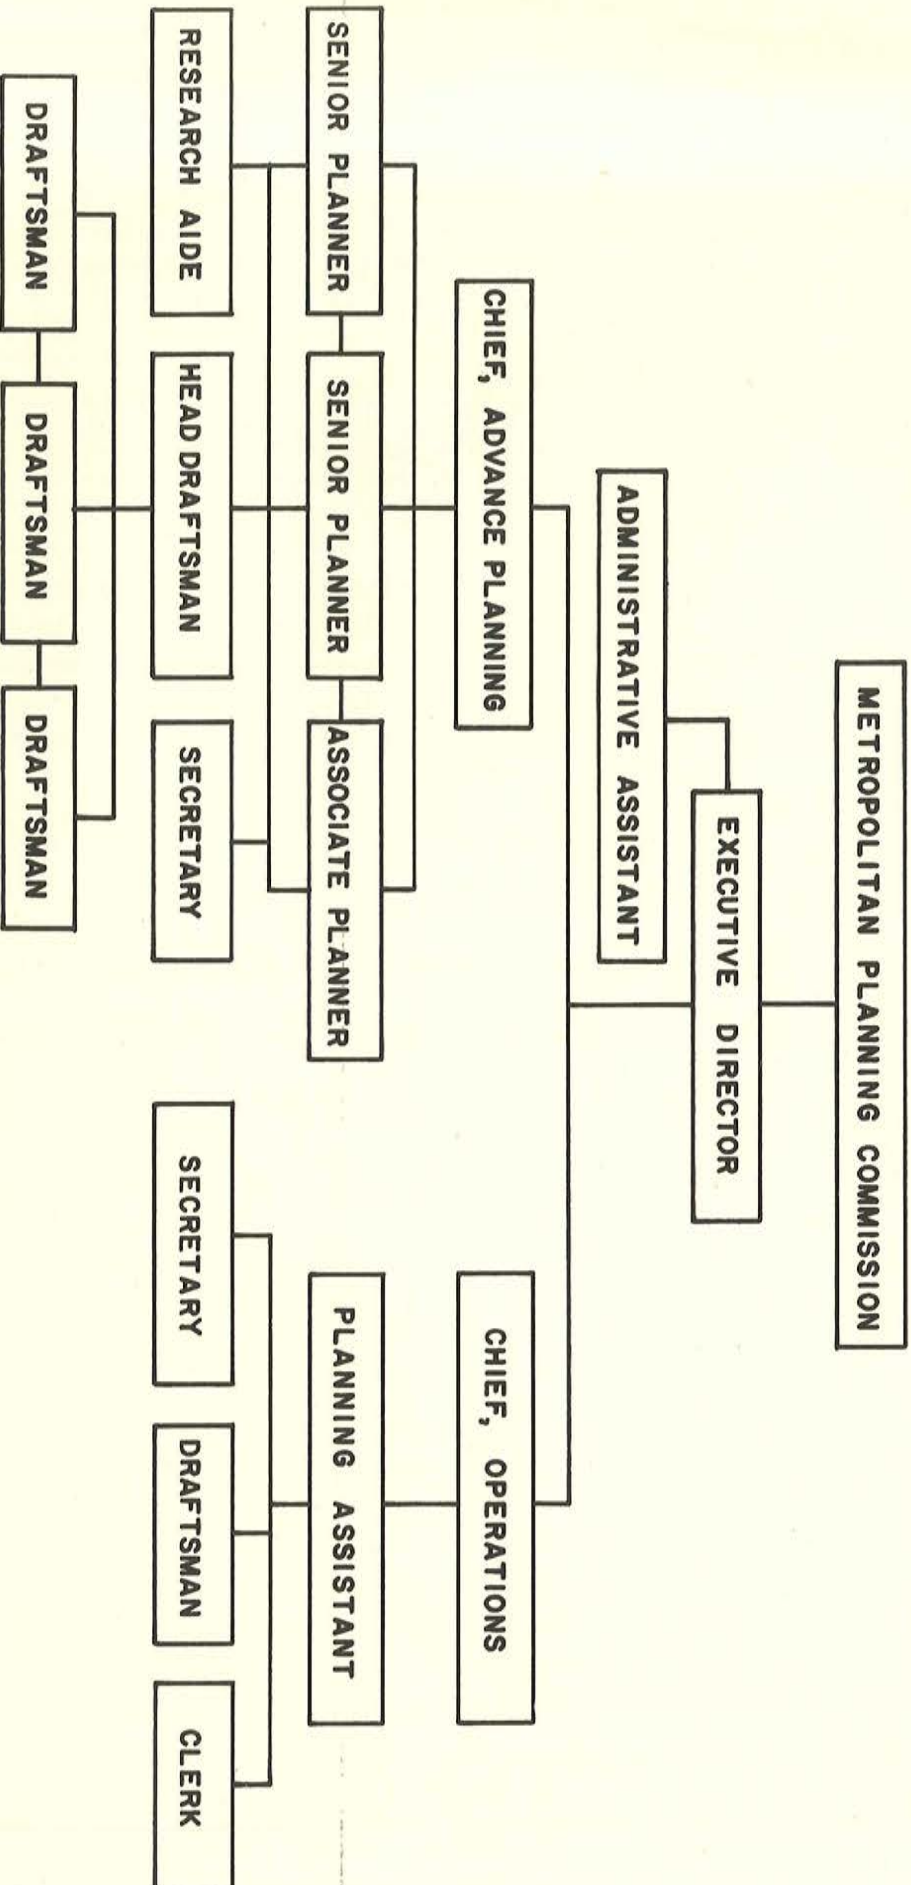 METROPOLITAN PLANNING COMMISSION
EXECUTIVE DIRECTOR
ADMINISTRATIVE ASSISTANT
CHIEF, ADVANCE PLANNING
CHIEF, OPERATIONS
SENIOR PLANNER
SENIOR PLANNER
ASSOCIATE PLANNER
PLANNING ASSISTANT
RESEARCH AIDE
HEAD DRAFTSMAN
SECRETARY
SECRETARY
DRAFTSMAN
CLERK
DRAFTSMAN
DRAFTSMAN
DRAFTSMAN